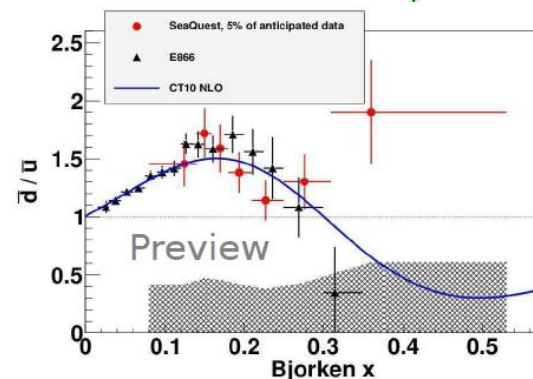 SeaQuest, 5% of anticipated data
E866
CT10 NLO
2.5
2
1.5
1
0.5
0
d̅ / u̅
Preview
0 0.1 0.2 0.3 0.4 0.5
Bjorken x